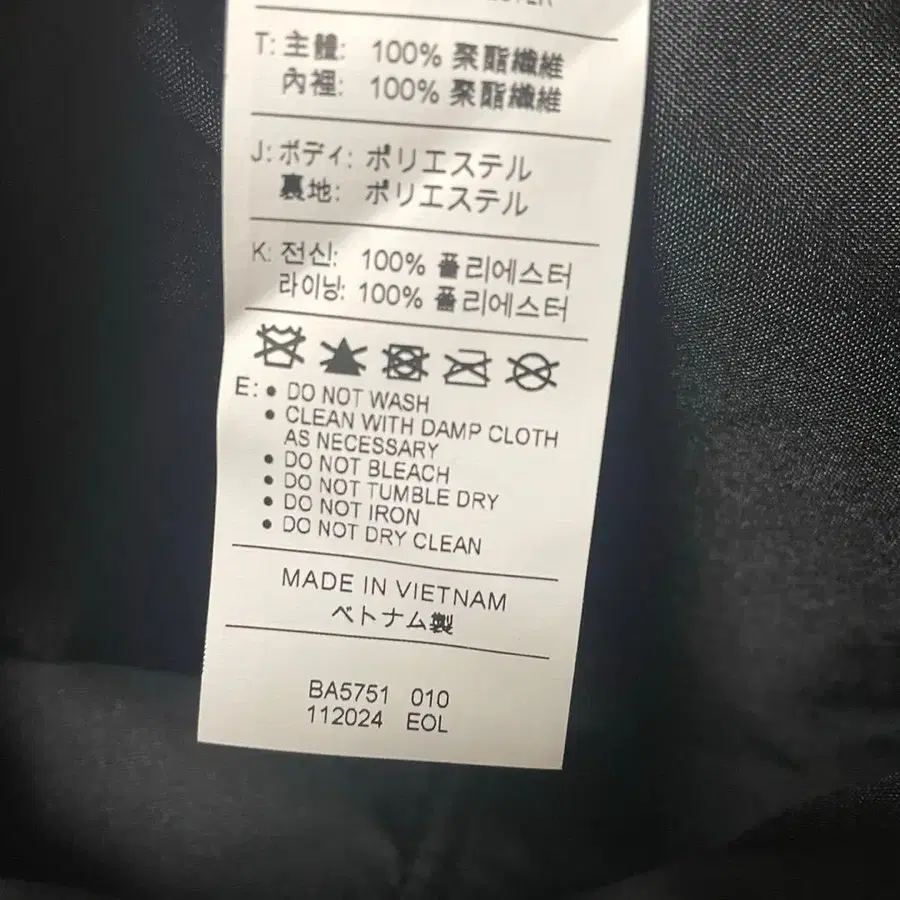 T: 主體: 100% 聚酯纖維
內裡: 100% 聚酯纖維
J: ボディ: ポリエステル
裏地: ポリエステル
K: 전신: 100% 폴리에스터
라이닝: 100% 폴리에스터
E: • DO NOT WASH
• CLEAN WITH DAMP CLOTH
AS NECESSARY
• DO NOT BLEACH
• DO NOT TUMBLE DRY
• DO NOT IRON
• DO NOT DRY CLEAN
MADE IN VIETNAM
ベトナム製
BA5751 010
112024 EOL